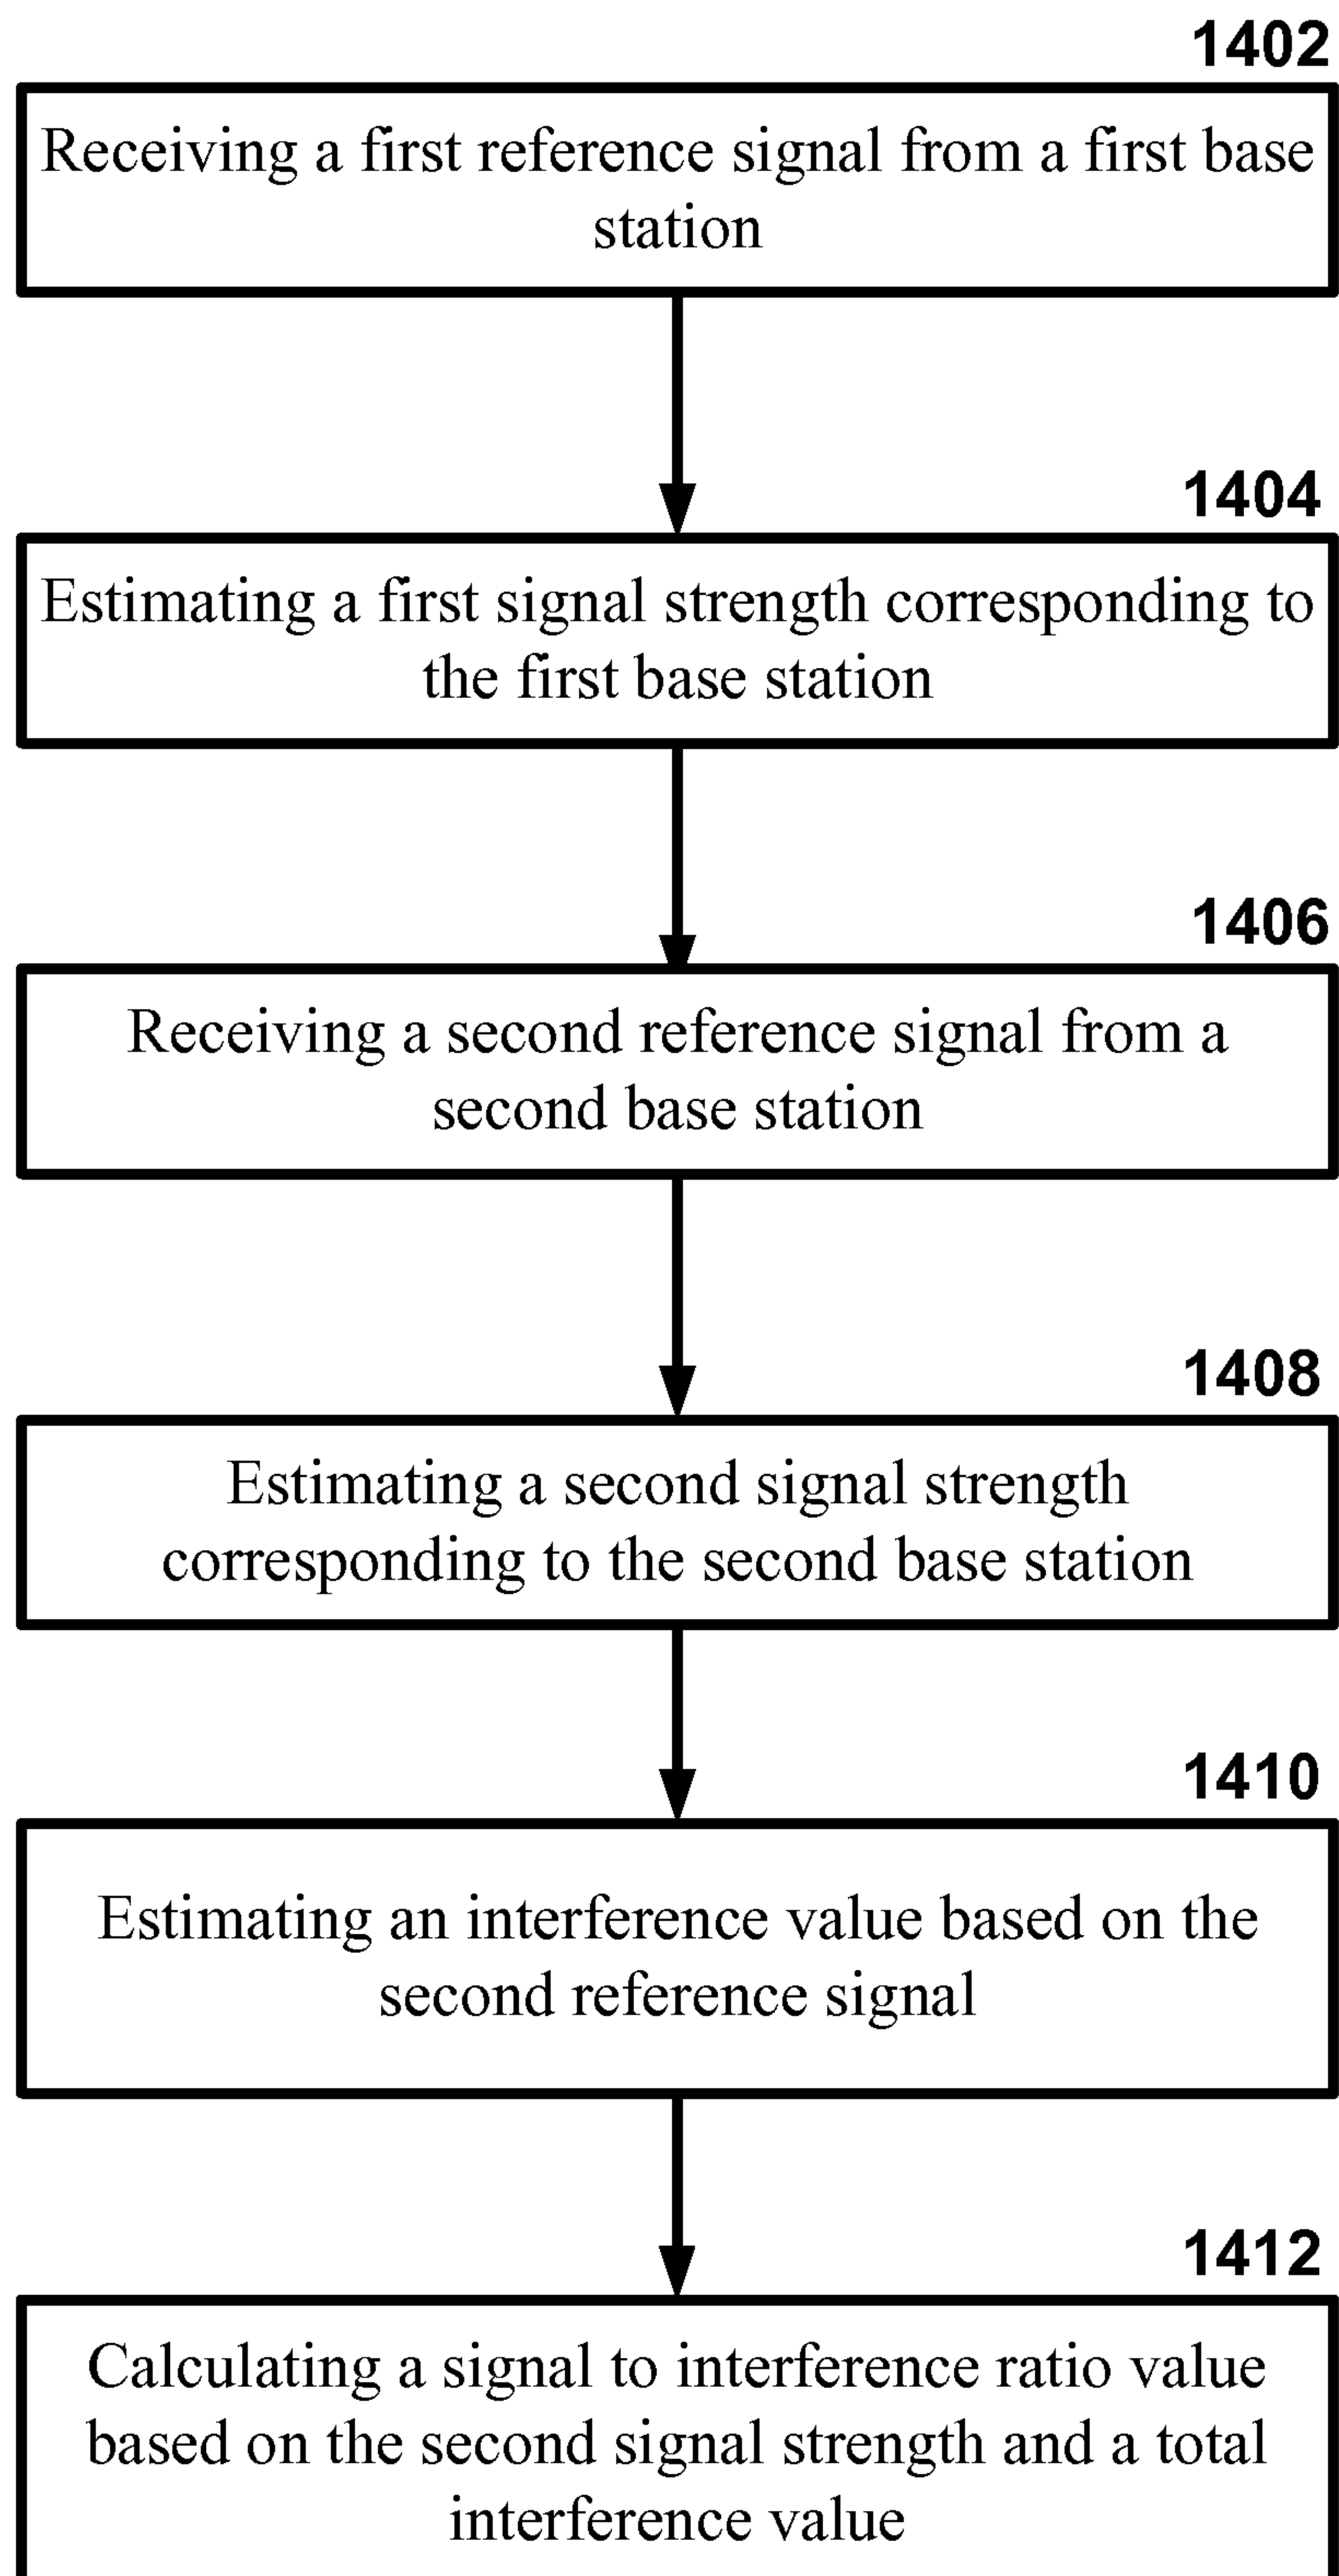 1402
Receiving a first reference signal from a first base
station
1404
Estimating a first signal strength corresponding to
the first base station
1406
Receiving a second reference signal from a
second base station
1408
Estimating a second signal strength
corresponding to the second base station
1410
Estimating an interference value based on the
second reference signal
1412
Calculating a signal to interference ratio value
based on the second signal strength and a total
interference value